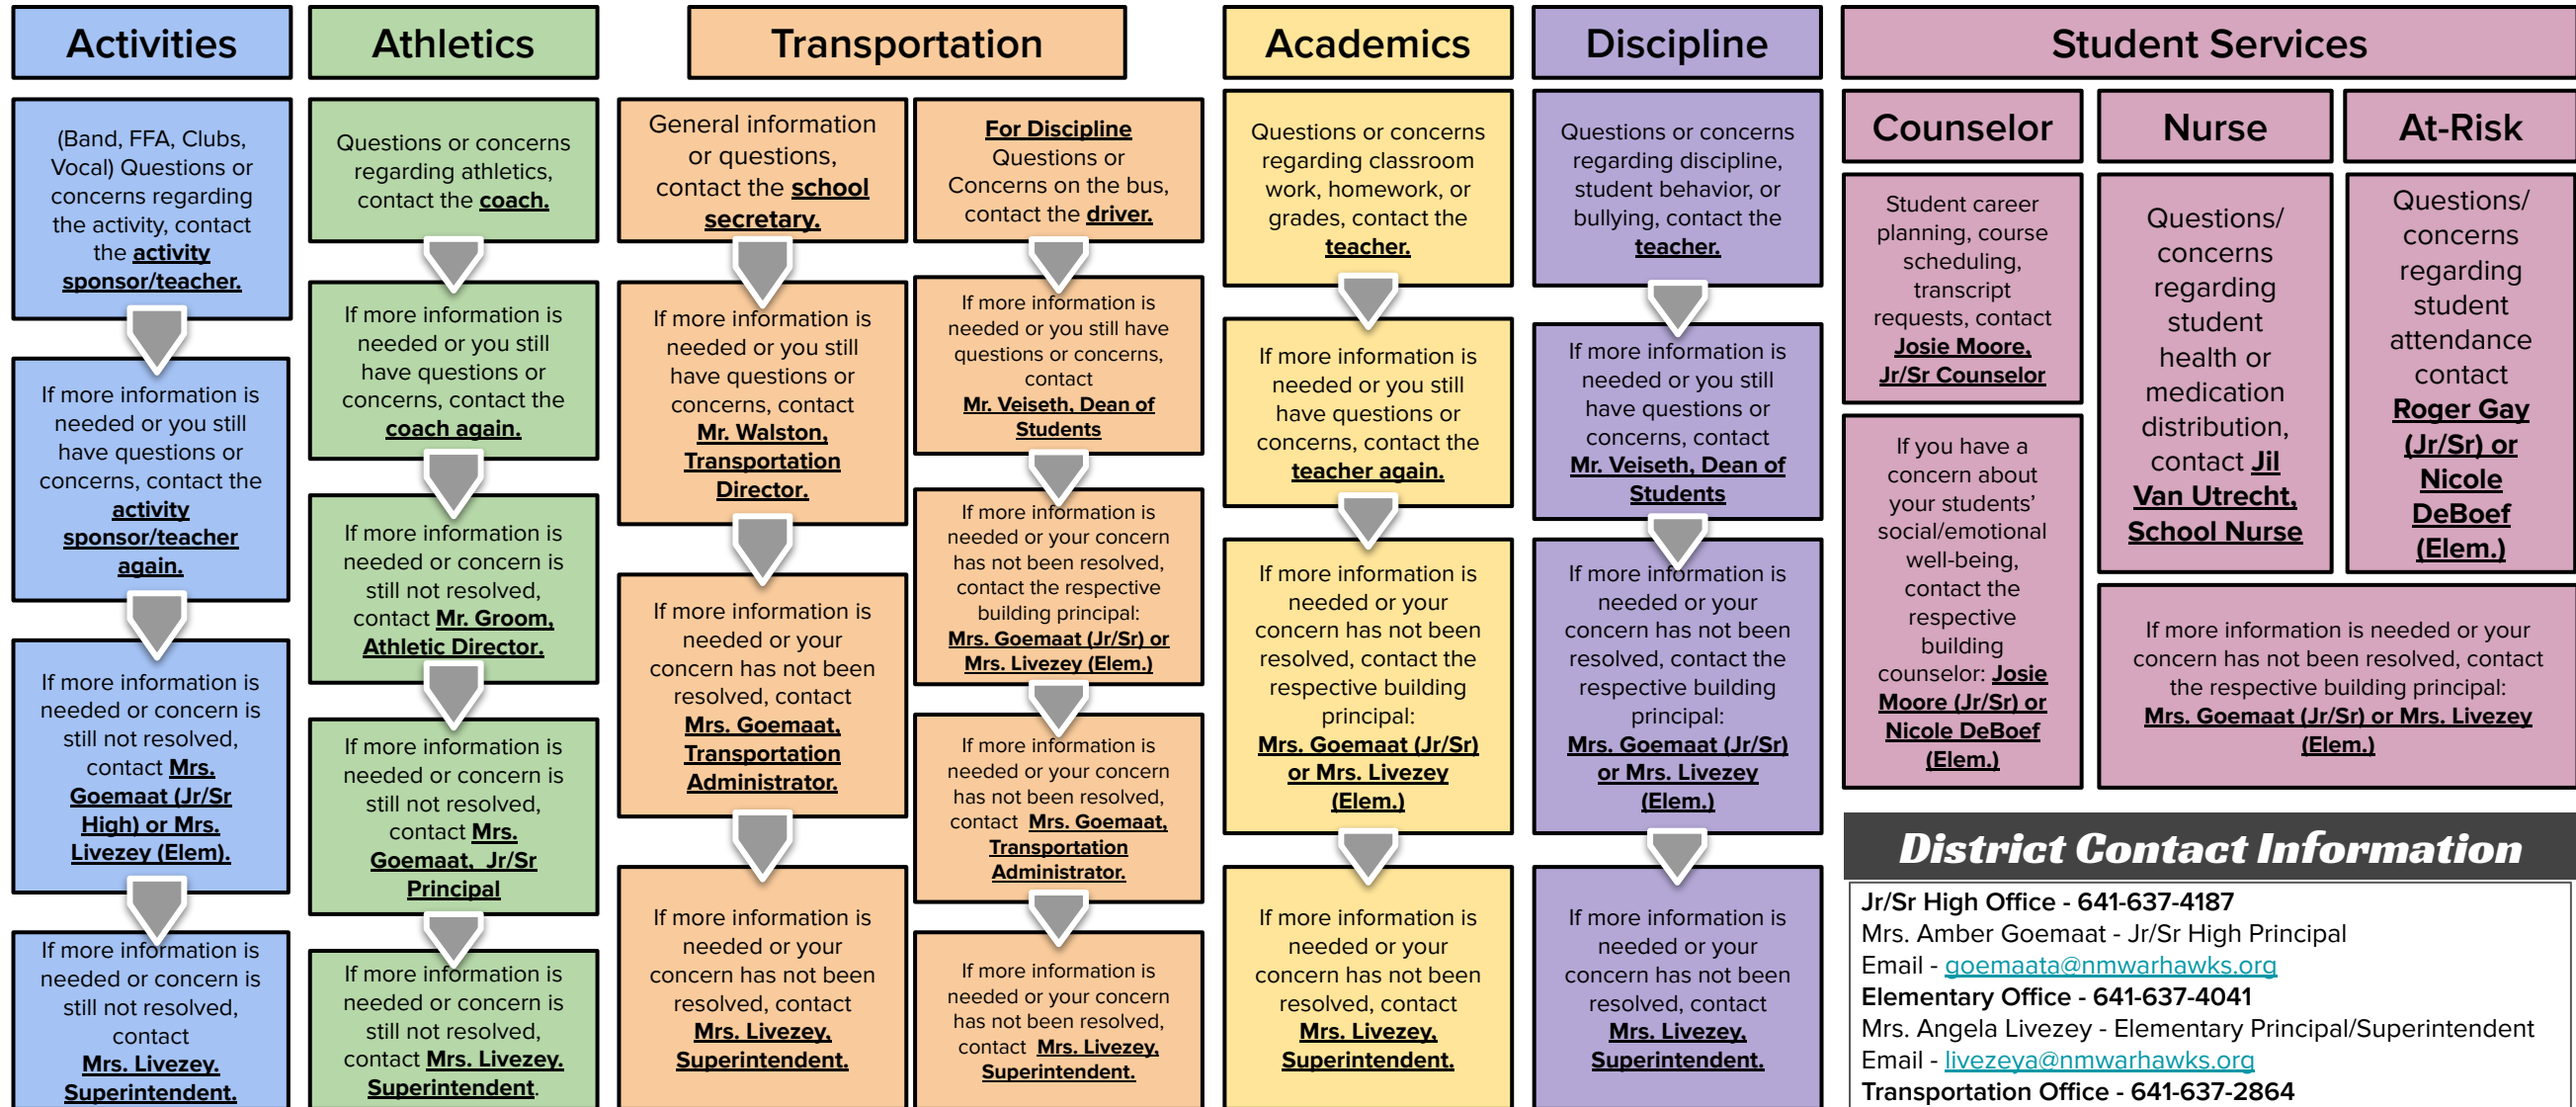 Activities
(Band, FFA, Clubs,
Vocal) Questions or
concerns regarding
the activity, contact
the activity
sponsor/teacher.
If more information is
needed or you still
have questions or
concerns, contact the
activity
sponsor/teacher
again.
If more information is
needed or concern is
still not resolved,
contact Mrs.
Goemaat (Jr/Sr
High) or Mrs.
Livezey (Elem).
If more information is
needed or concern is
still not resolved,
contact
Mrs. Livezey.
Superintendent.
Athletics
Questions or concerns
regarding athletics,
contact the coach.
If more information is
needed or you still
have questions or
concerns, contact the
coach again.
If more information is
needed or concern is
still not resolved,
contact Mr. Groom,
Athletic Director.
If more information is
needed or concern is
still not resolved,
contact Mrs.
Goemaat, Jr/Sr
Principal
If more information is
needed or concern is
still not resolved,
contact Mrs. Livezey.
Superintendent.
Transportation
General information
or questions,
contact the school
secretary.
If more information is
needed or you still
have questions or
concerns, contact
Mr. Walston,
Transportation
Director.
If more information is
needed or your
concern has not been
resolved, contact
Mrs. Goemaat,
Transportation
Administrator.
If more information is
needed or your
concern has not been
resolved, contact
Mrs. Livezey,
Superintendent.
For Discipline
Questions or
Concerns on the bus,
contact the driver.
If more information is
needed or you still have
questions or concerns,
contact
Mr. Veiseth, Dean of
Students
If more information is
needed or your concern
has not been resolved,
contact the respective
building principal:
Mrs. Goemaat (Jr/Sr) or
Mrs. Livezey (Elem.)
If more information is
needed or your concern
has not been resolved,
contact Mrs. Goemaat,
Transportation
Administrator.
If more information is
needed or your concern
has not been resolved,
contact Mrs. Livezey,
Superintendent.
Academics
Questions or concerns
regarding classroom
work, homework, or
grades, contact the
teacher.
If more information is
needed or you still
have questions or
concerns, contact the
teacher again.
If more information is
needed or your
concern has not been
resolved, contact the
respective building
principal:
Mrs. Goemaat (Jr/Sr)
or Mrs. Livezey
(Elem.)
If more information is
needed or your
concern has not been
resolved, contact
Mrs. Livezey,
Superintendent.
Discipline
Questions or concerns
regarding discipline,
student behavior, or
bullying, contact the
teacher.
If more information is
needed or you still
have questions or
concerns, contact
Mr. Veiseth, Dean of
Students
If more information is
needed or your
concern has not been
resolved, contact the
respective building
principal:
Mrs. Goemaat (Jr/Sr)
or Mrs. Livezey
(Elem.)
If more information is
needed or your
concern has not been
resolved, contact
Mrs. Livezey,
Superintendent.
Student Services
Counselor
Student career
planning, course
scheduling,
transcript
requests, contact
Josie Moore,
Jr/Sr Counselor
If you have a
concern about
your students’
social/emotional
well-being,
contact the
respective
building
counselor: Josie
Moore (Jr/Sr) or
Nicole DeBoef
(Elem.)
Nurse
Questions/
concerns
regarding
student
health or
medication
distribution,
contact Jil
Van Utrecht,
School Nurse
At-Risk
Questions/
concerns
regarding
student
attendance
contact
Roger Gay
(Jr/Sr) or
Nicole
DeBoef
(Elem.)
If more information is needed or your
concern has not been resolved, contact
the respective building principal:
Mrs. Goemaat (Jr/Sr) or Mrs. Livezey
(Elem.)
District Contact Information
Jr/Sr High Office - 641-637-4187
Mrs. Amber Goemaat - Jr/Sr High Principal
Email - goemaata@nmwarhawks.org
Elementary Office - 641-637-4041
Mrs. Angela Livezey - Elementary Principal/Superintendent
Email - livezeya@nmwarhawks.org
Transportation Office - 641-637-2864